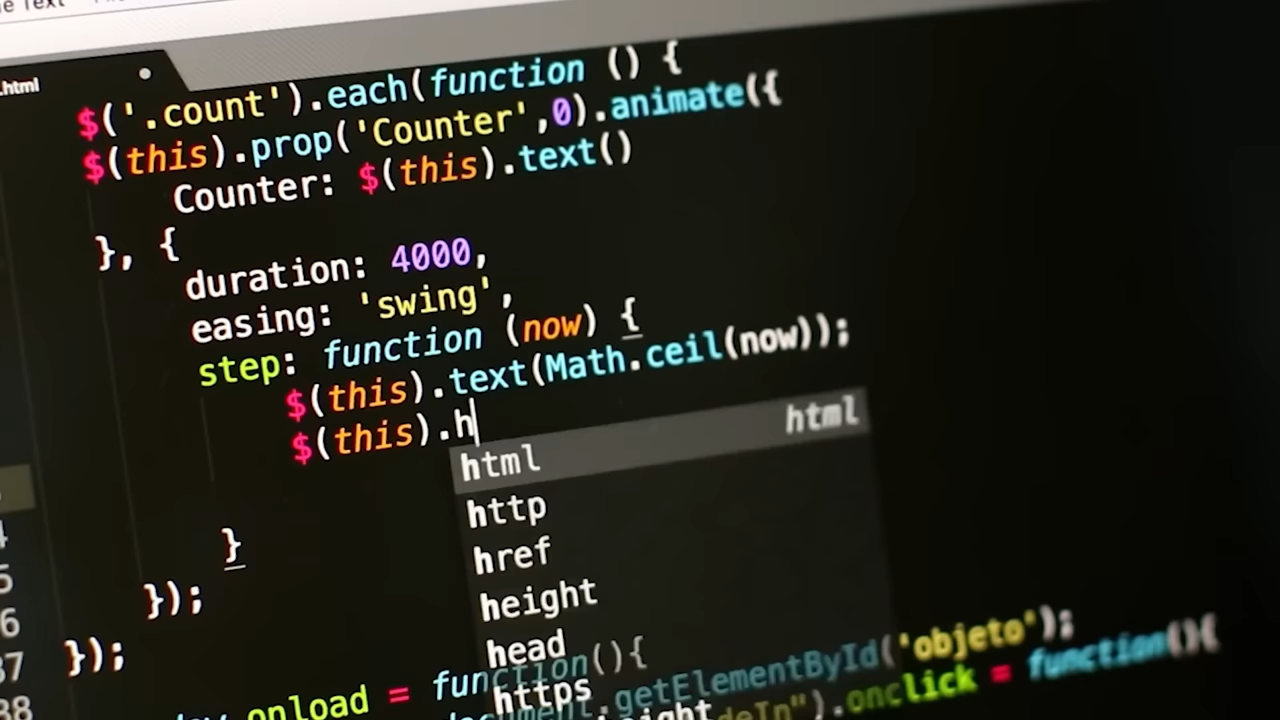 Text
.html
$('.count').each(function () {
$(this).prop('Counter',0).animate({
Counter: $(this).text()
}, {
duration: 4000,
easing: 'swing',
step: function (now) {
$(this).text(Math.ceil(now));
$(this).h
html html
http
href
height
head
https
}
});
});
onload = function(){
.getElementById('objeto');
deIn").onclick = function(){
4
5
6
37
38